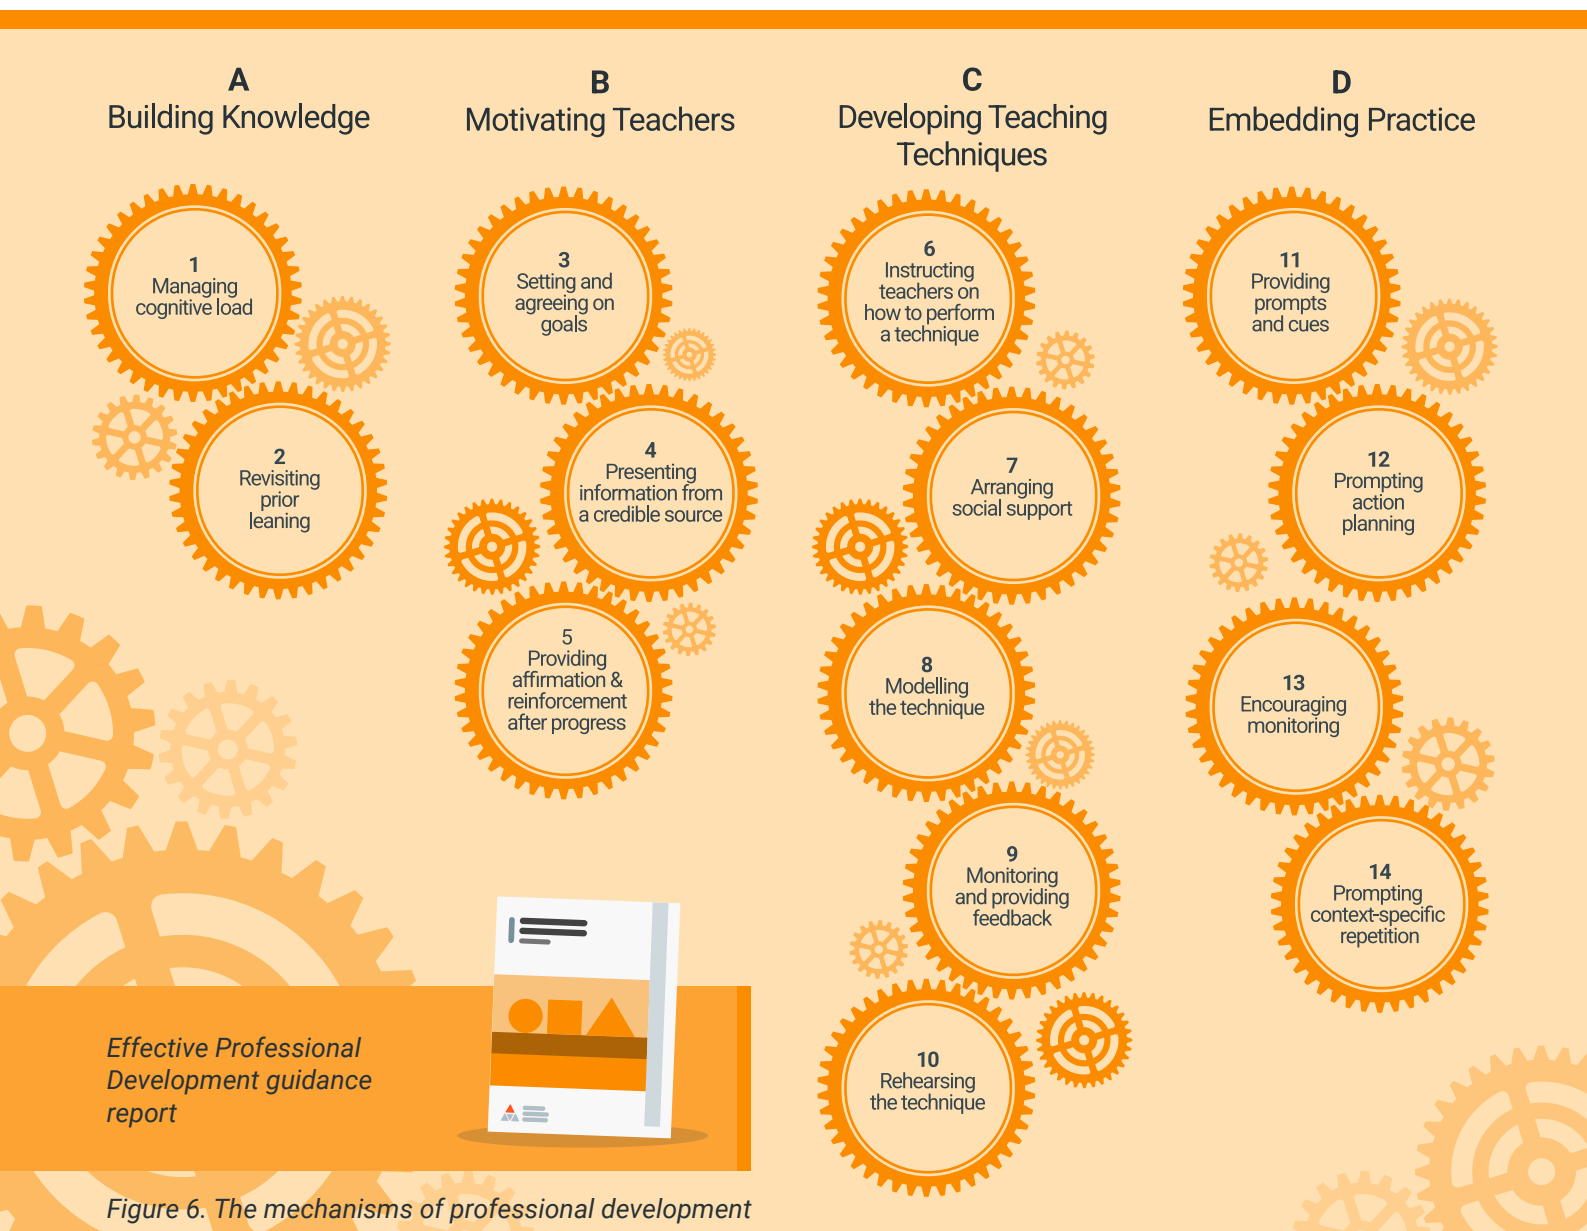 A
Building Knowledge
1
Managing
cognitive load
2
Revisiting
prior
leaning
B
Motivating Teachers
3
Setting and
agreeing on
goals
4
Presenting
information from
a credible source
5
Providing
affirmation &
reinforcement
after progress
C
Developing Teaching
Techniques
6
Instructing
teachers on
how to perform
a technique
7
Arranging
social support
8
Modelling
the technique
9
Monitoring
and providing
feedback
10
Rehearsing
the technique
D
Embedding Practice
11
Providing
prompts
and cues
12
Prompting
action
planning
13
Encouraging
monitoring
14
Prompting
context-specific
repetition
Effective Professional
Development guidance
report
Figure 6. The mechanisms of professional development